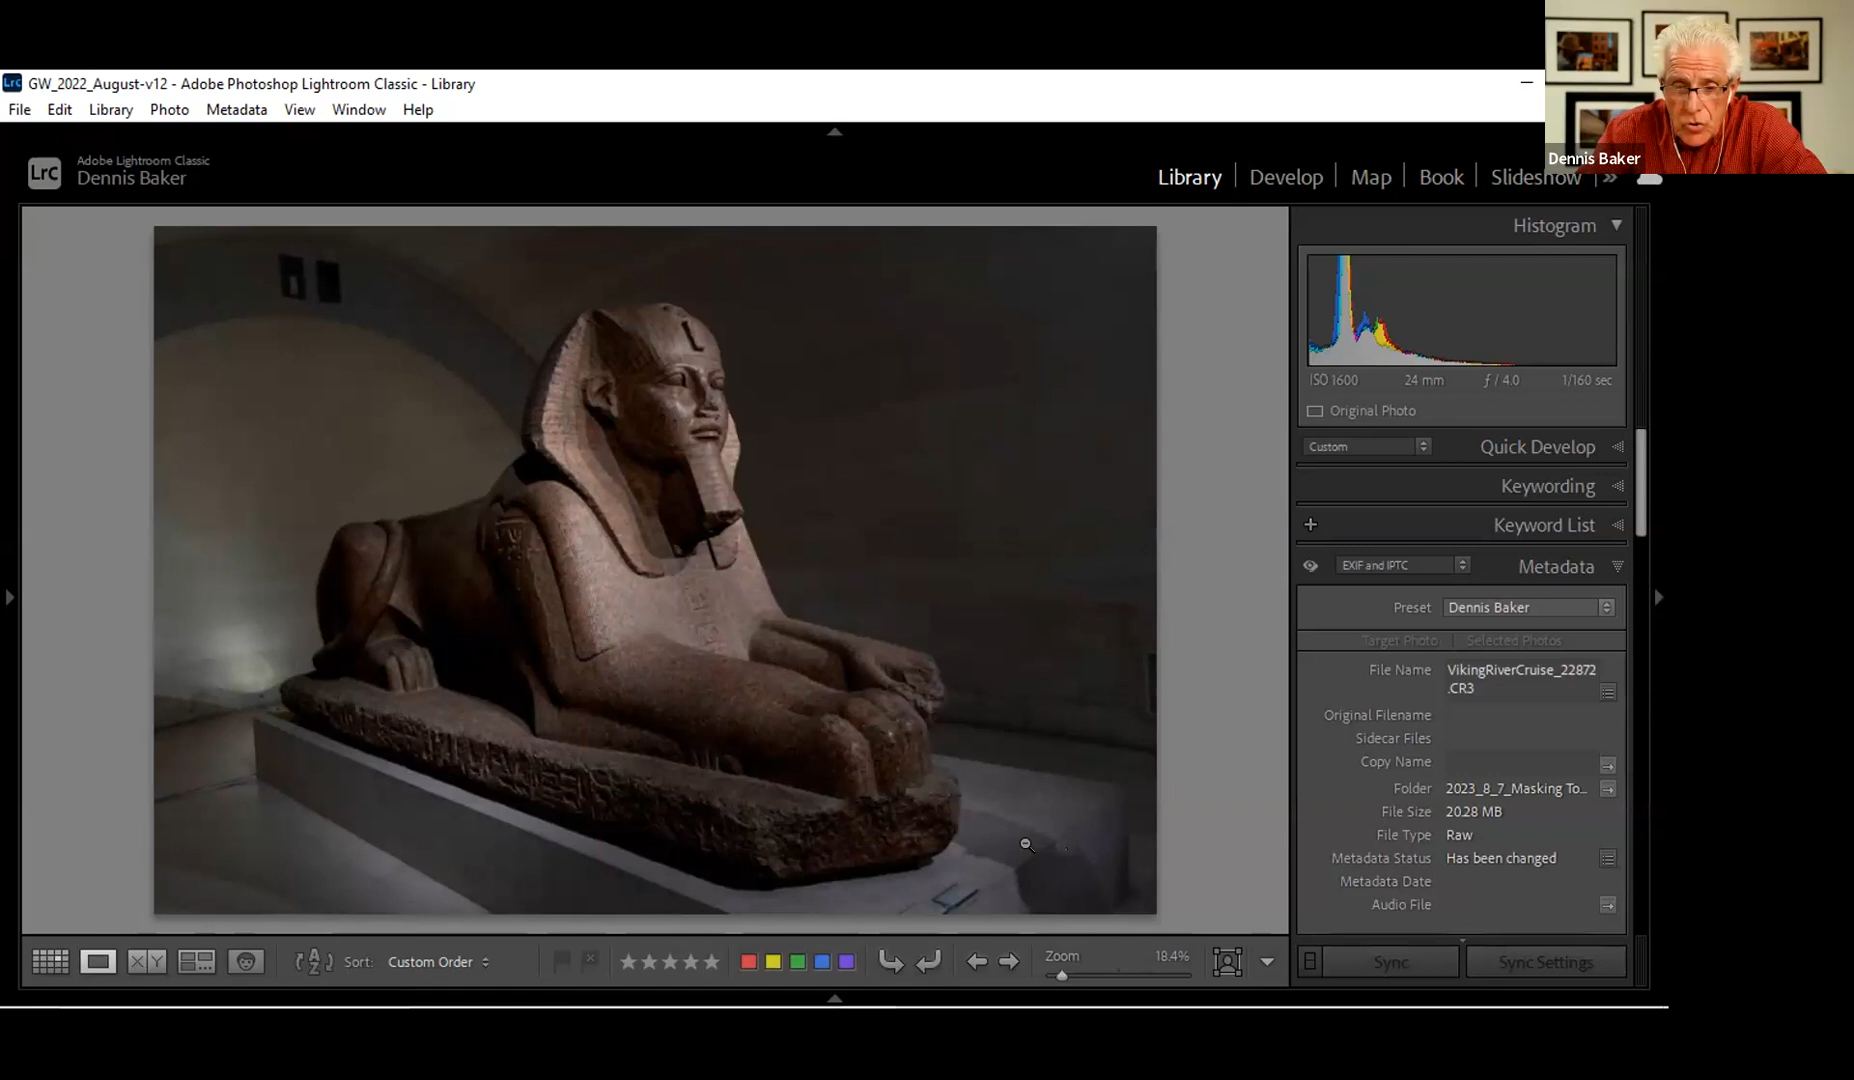 GW_2022_August-v12 - Adobe Photoshop Lightroom Classic - Library
File Edit Library Photo Metadata View Window Help
Dennis Baker
Lrc
Adobe Lightroom Classic
Dennis Baker
Library Develop Map Book Slideshow
Histogram
ISO 1600 24 mm ƒ / 4.0 1/160 sec
Original Photo
Custom Quick Develop
Keywording
+ Keyword List
EXIF and IPTC Metadata
Preset Dennis Baker
Target Photo Selected Photos
File Name VikingRiverCruise_22872
.CR3
Original Filename
Sidecar Files
Copy Name
Folder 2023_8_7_Masking To...
File Size 20.28 MB
File Type Raw
Metadata Status Has been changed
Metadata Date
Audio File
X Y
A Z
Sort: Custom Order
Zoom 18.4%
Sync Sync Settings